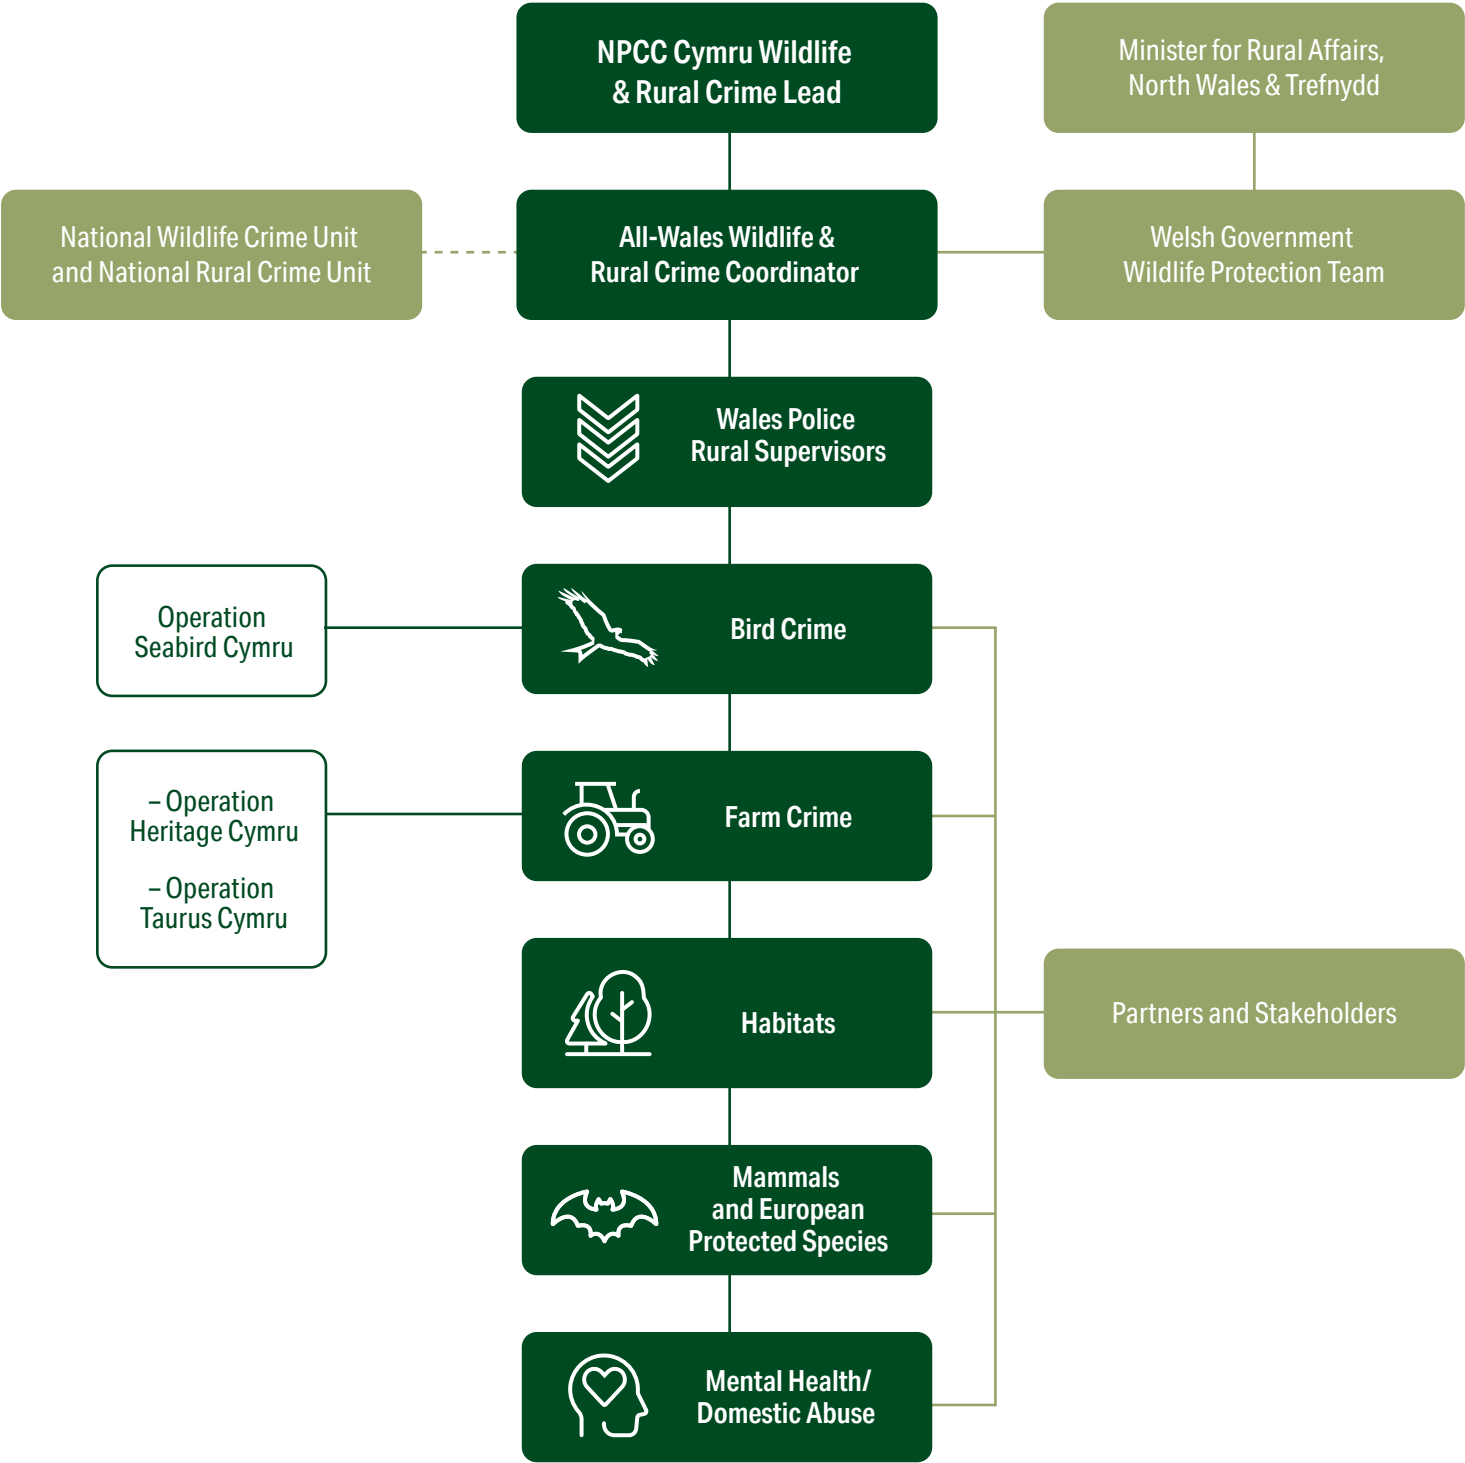 NPCC Cymru Wildlife
& Rural Crime Lead
Minister for Rural Affairs,
North Wales & Trefnydd
National Wildlife Crime Unit
and National Rural Crime Unit
All-Wales Wildlife &
Rural Crime Coordinator
Welsh Government
Wildlife Protection Team
Wales Police
Rural Supervisors
Operation
Seabird Cymru
Bird Crime
– Operation
Heritage Cymru
– Operation
Taurus Cymru
Farm Crime
Habitats
Partners and Stakeholders
Mammals
and European
Protected Species
Mental Health/
Domestic Abuse